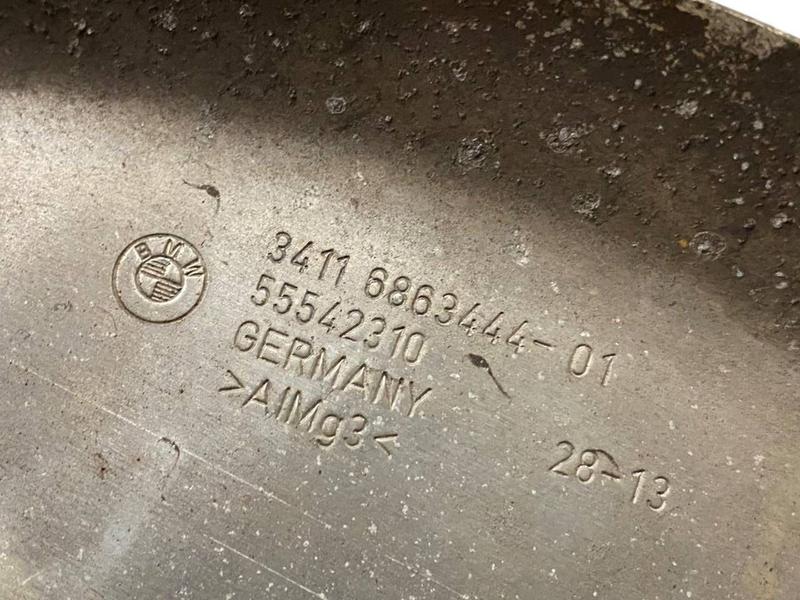 BMW
3411 6863444-01
55542310
GERMANY
>AlMg3<
28-13